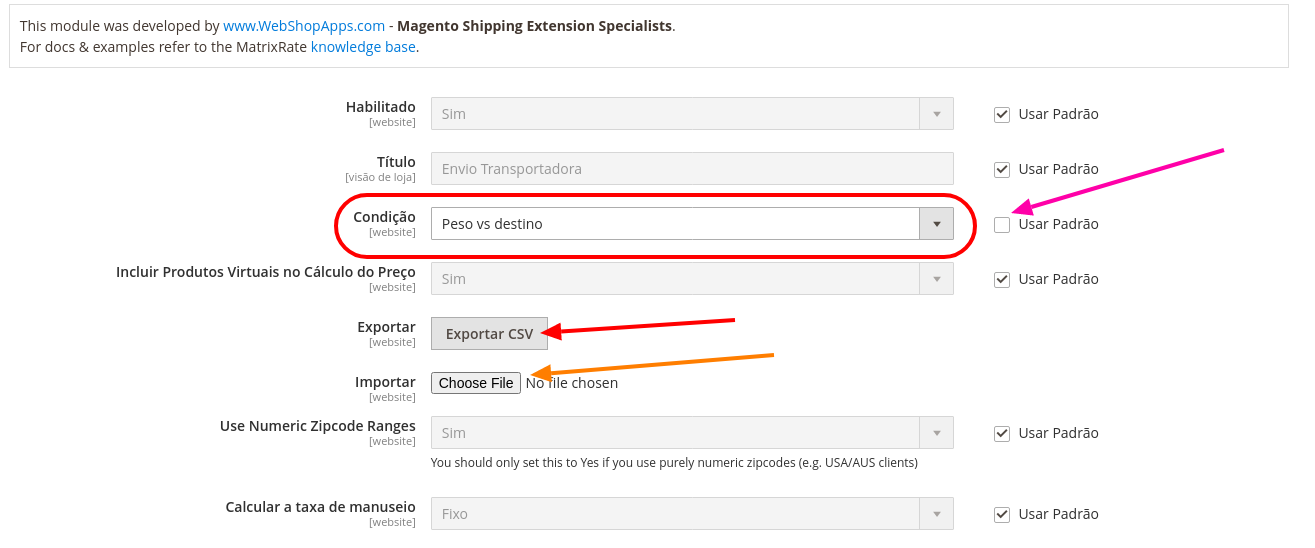 This module was developed by www.WebShopApps.com - Magento Shipping Extension Specialists.
For docs & examples refer to the MatrixRate knowledge base.
Habilitado
[website]
Sim
Usar Padrão
Título
[visão de loja]
Envio Transportadora
Usar Padrão
Condição
[website]
Peso vs destino
Usar Padrão
Incluir Produtos Virtuais no Cálculo do Preço
[website]
Sim
Usar Padrão
Exportar
[website]
Exportar CSV
Importar
[website]
Choose File No file chosen
Use Numeric Zipcode Ranges
[website]
Sim
Usar Padrão
You should only set this to Yes if you use purely numeric zipcodes (e.g. USA/AUS clients)
Calcular a taxa de manuseio
[website]
Fixo
Usar Padrão